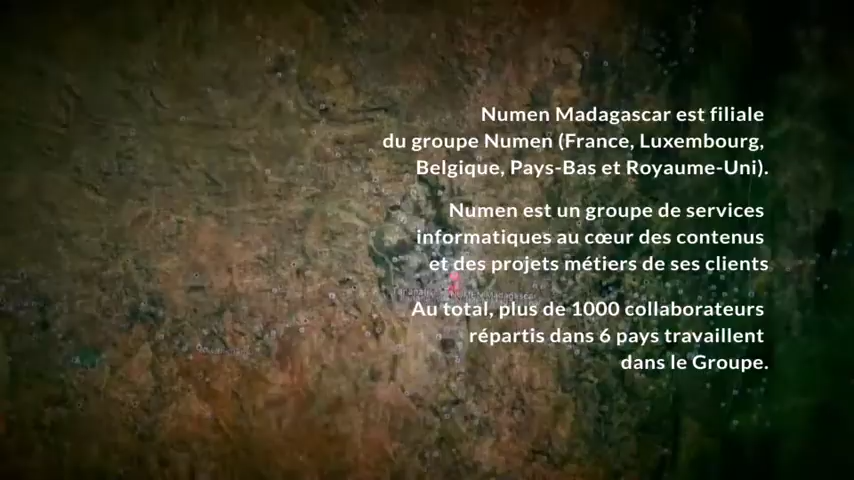 Numen Madagascar est filiale
du groupe Numen (France, Luxembourg,
Belgique, Pays-Bas et Royaume-Uni).
Numen est un groupe de services
informatiques au cœur des contenus
et des projets métiers de ses clients
Au total, plus de 1000 collaborateurs
répartis dans 6 pays travaillent
dans le Groupe.